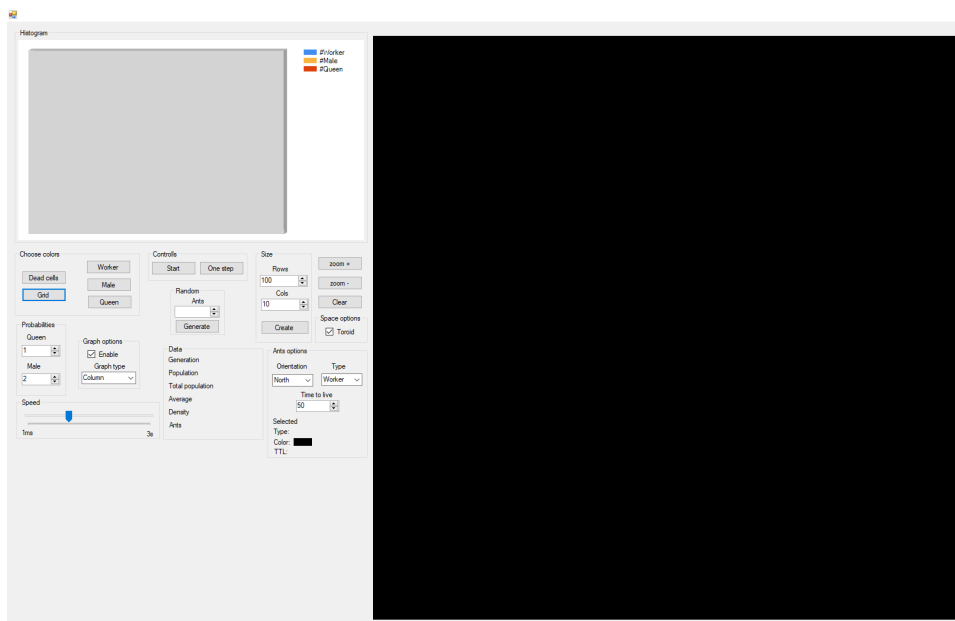 Histogram
#Worker
#Male
#Queen
Choose colors
Dead cells
Grid
Worker
Male
Queen
Controlls
Start
One step
Random
Ants
Generate
Size
Rows
100
Cols
10
Create
zoom +
zoom -
Clear
Space options
Toroid
Probabilities
Queen
1
Male
2
Graph options
Enable
Graph type
Column
Speed
1ms
3s
Data
Generation
Population
Total population
Average
Density
Ants
Ants options
Orientation
Type
North
Worker
Time to live
50
Selected
Type:
Color:
TTL: